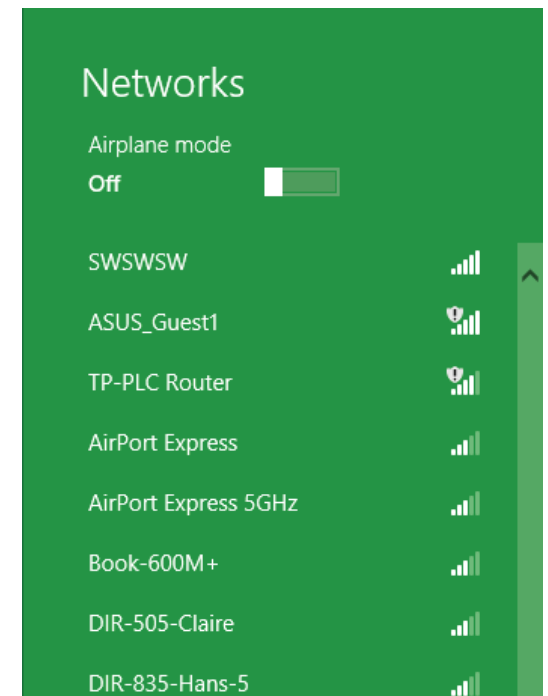 Networks
Airplane mode
Off
SWSWSW
ASUS_Guest1
TP-PLC Router
AirPort Express
AirPort Express 5GHz
Book-600M+
DIR-505-Claire
DIR-835-Hans-5